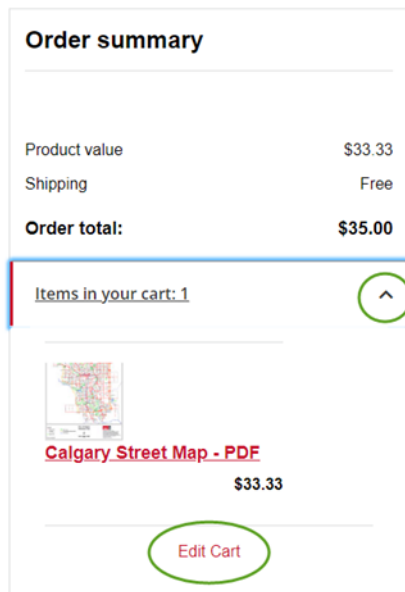 Order summary
Product value $33.33
Shipping Free
Order total: $35.00
Items in your cart: 1
Calgary Street Map - PDF
$33.33
Edit Cart